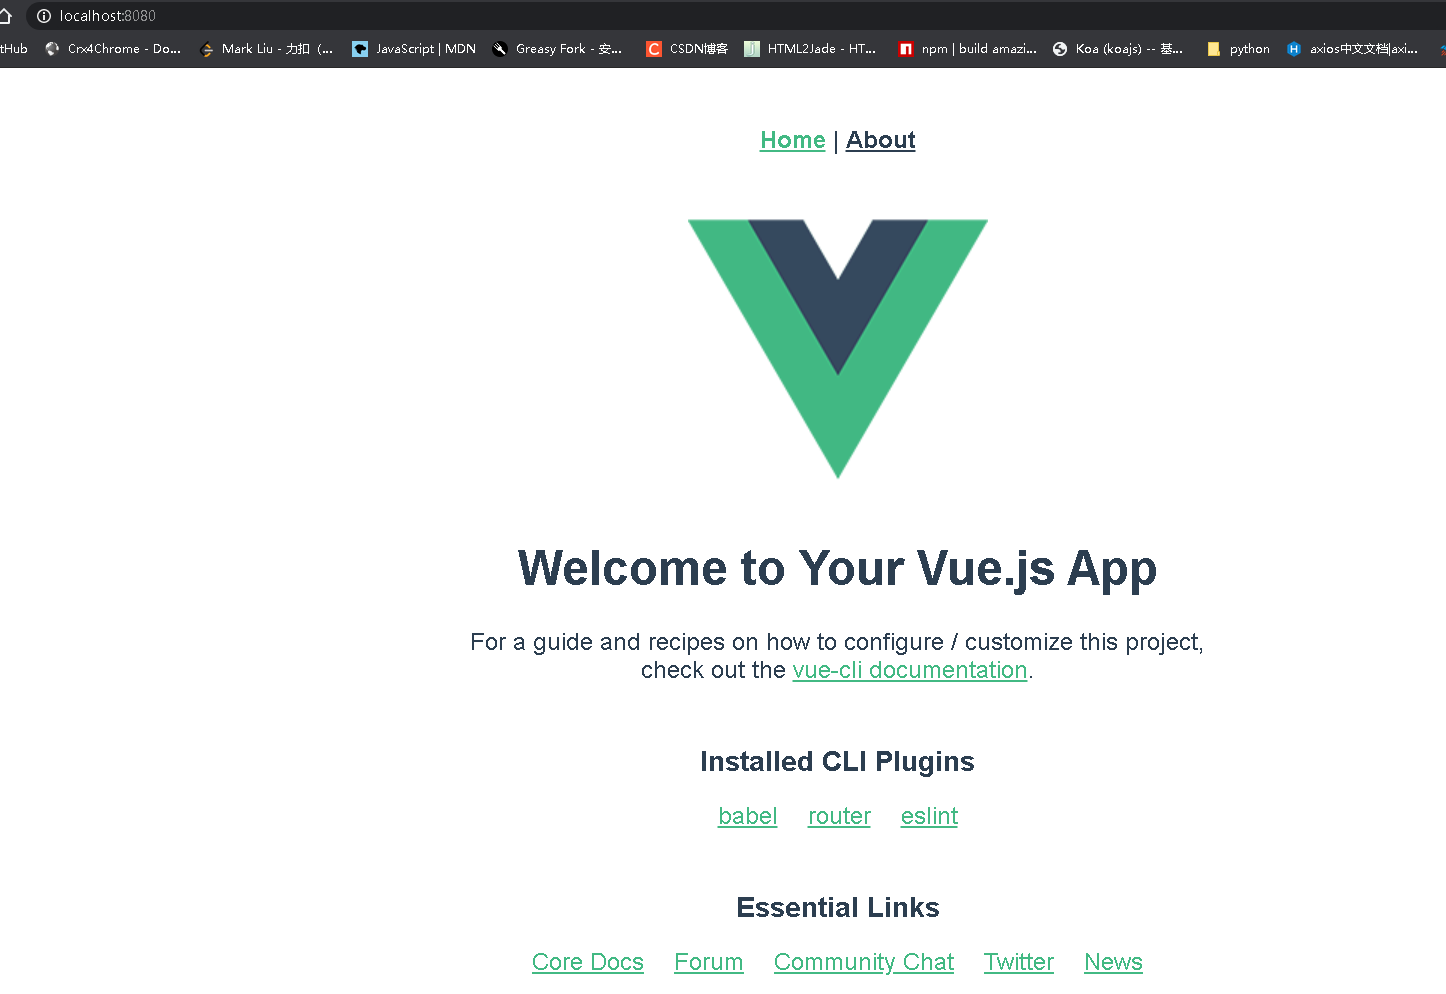 localhost:8080
tHub Crx4Chrome - Do... Mark Liu - 力扣（... JavaScript | MDN Greasy Fork - 安... CSDN博客 HTML2Jade - HT... npm | build amazi... Koa (koajs) -- 基... python axios中文文档|axi...
Home | About
Welcome to Your Vue.js App
For a guide and recipes on how to configure / customize this project,
check out the vue-cli documentation.
Installed CLI Plugins
babel router eslint
Essential Links
Core Docs Forum Community Chat Twitter News